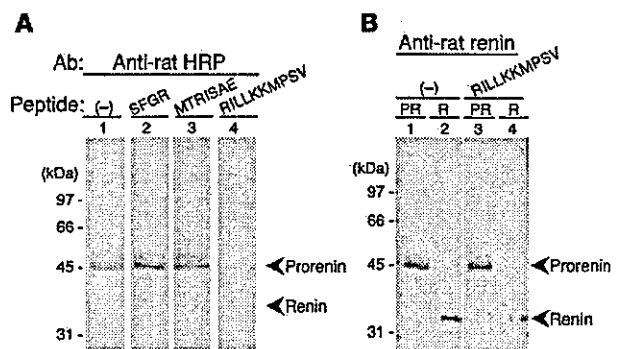 A
Ab: Anti-rat HRP
Peptide: (–) SFGR MTRISAE RILLKKMPSV
1 2 3 4
(kDa)
97 -
66 -
45 -
31 -
Prorenin
Renin
B
Anti-rat renin
(–) RILLKKMPSV
PR R PR R
1 2 3 4
(kDa)
97 -
66 -
45 -
31 -
Prorenin
Renin